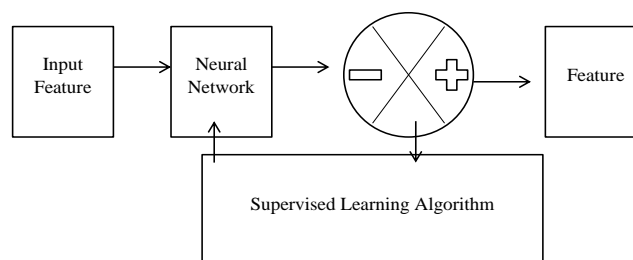 Input
Feature
Neural
Network
Feature
Supervised Learning Algorithm